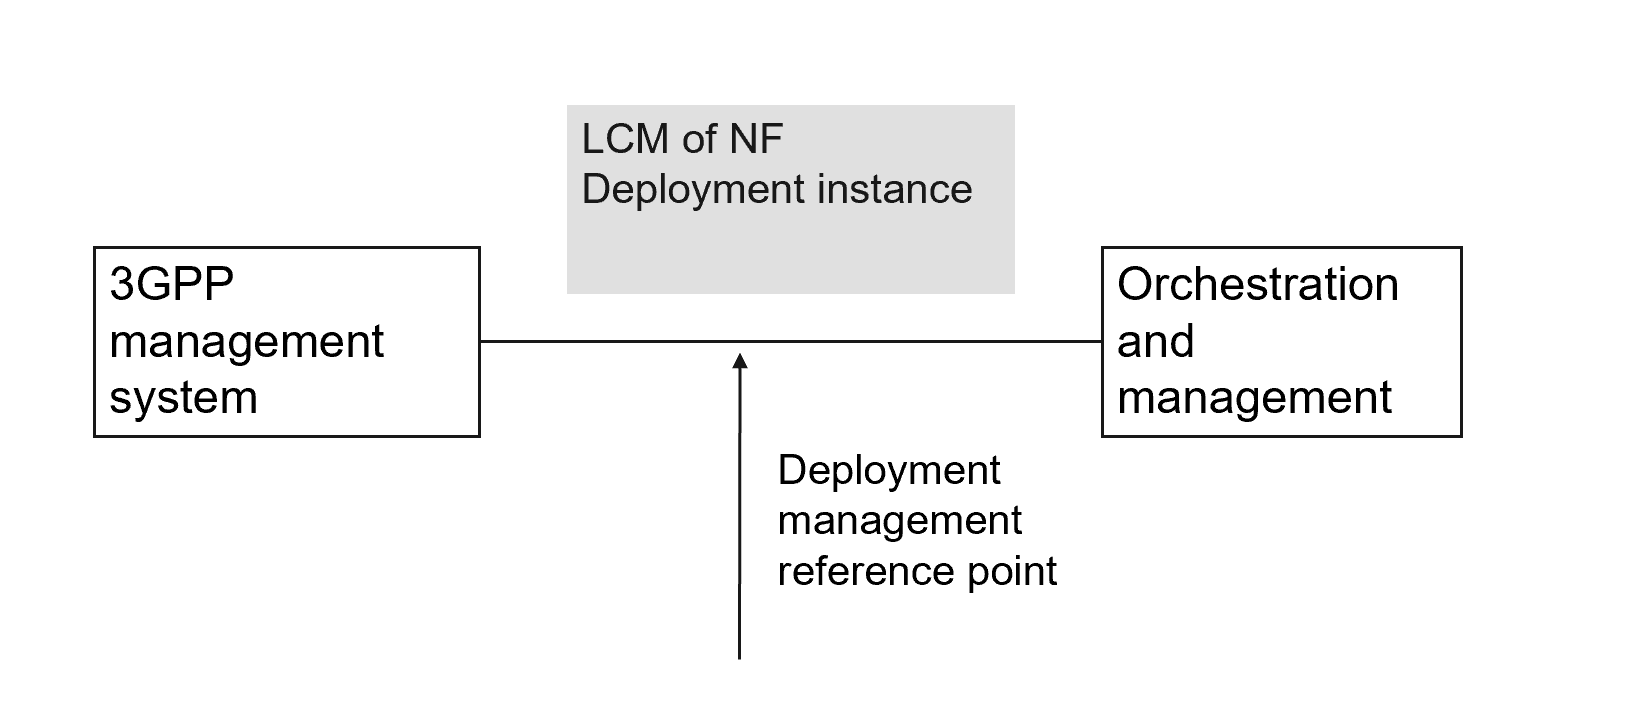 LCM of NF
Deployment instance
3GPP
management
system
Orchestration
and
management
Deployment
management
reference point